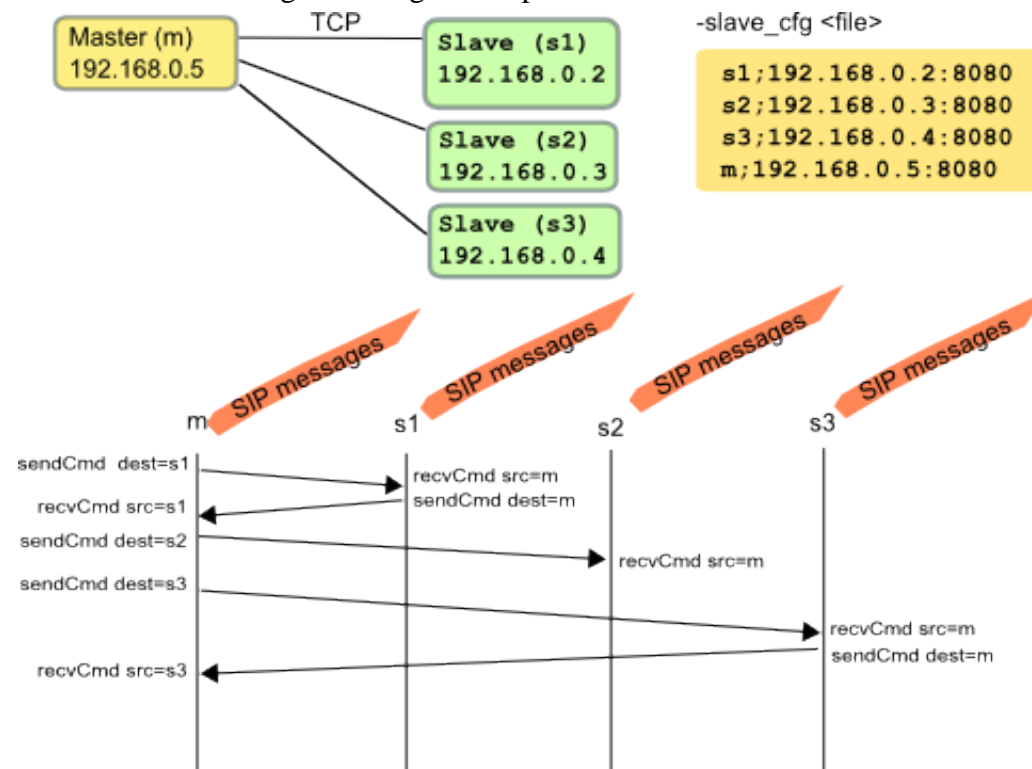 TCP
Master (m)
192.168.0.5
Slave (s1)
192.168.0.2
Slave (s2)
192.168.0.3
Slave (s3)
192.168.0.4
-slave_cfg <file>
s1;192.168.0.2:8080
s2;192.168.0.3:8080
s3;192.168.0.4:8080
m;192.168.0.5:8080
SIP messages
SIP messages
SIP messages
SIP messages
m
s1
s2
s3
sendCmd dest=s1
recvCmd src=m
sendCmd dest=m
recvCmd src=s1
sendCmd dest=s2
recvCmd src=m
sendCmd dest=s3
recvCmd src=m
sendCmd dest=m
recvCmd src=s3